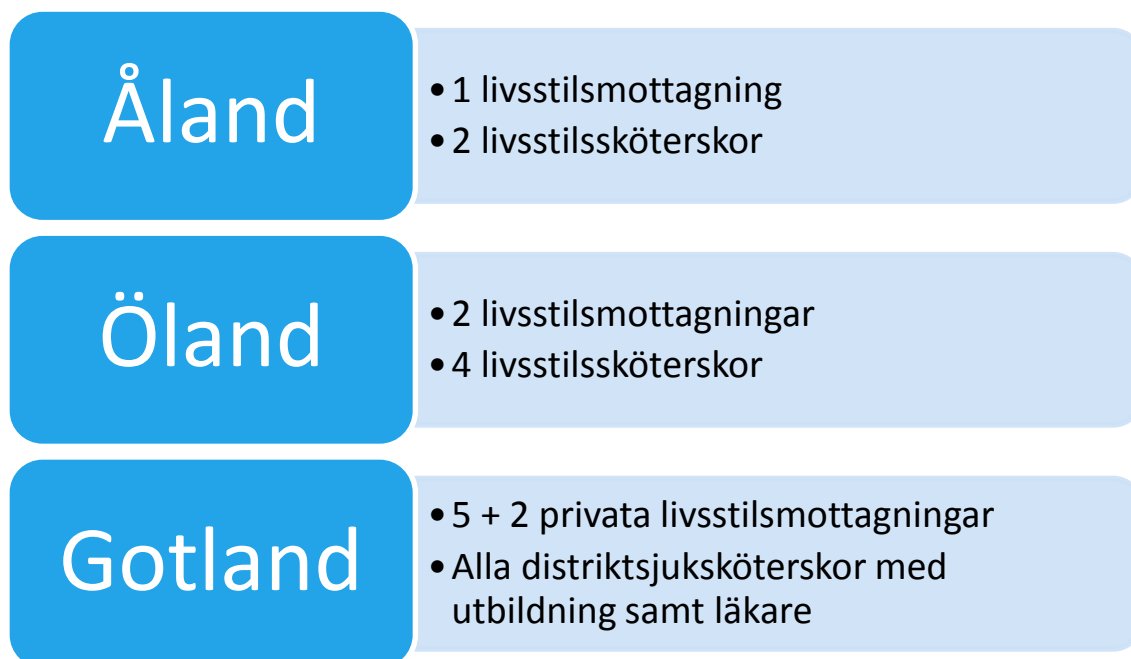 Åland
• 1 livsstilsmottagning
• 2 livsstilssköterskor
Öland
• 2 livsstilsmottagningar
• 4 livsstilssköterskor
Gotland
• 5 + 2 privata livsstilsmottagningar
• Alla distriktsjuksköterskor med
utbildning samt läkare